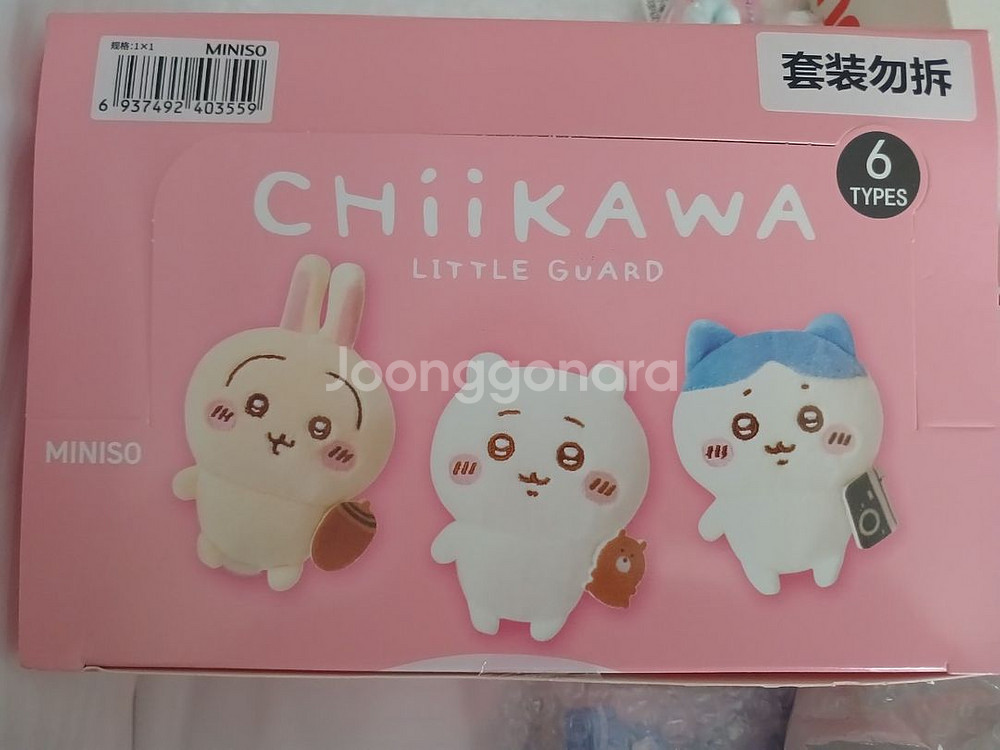 规格:1×1
MINISO
6 937492 403559
套装勿拆
6
TYPES
CHiiKAWA
LITTLE GUARD
Joonggonara
MINISO